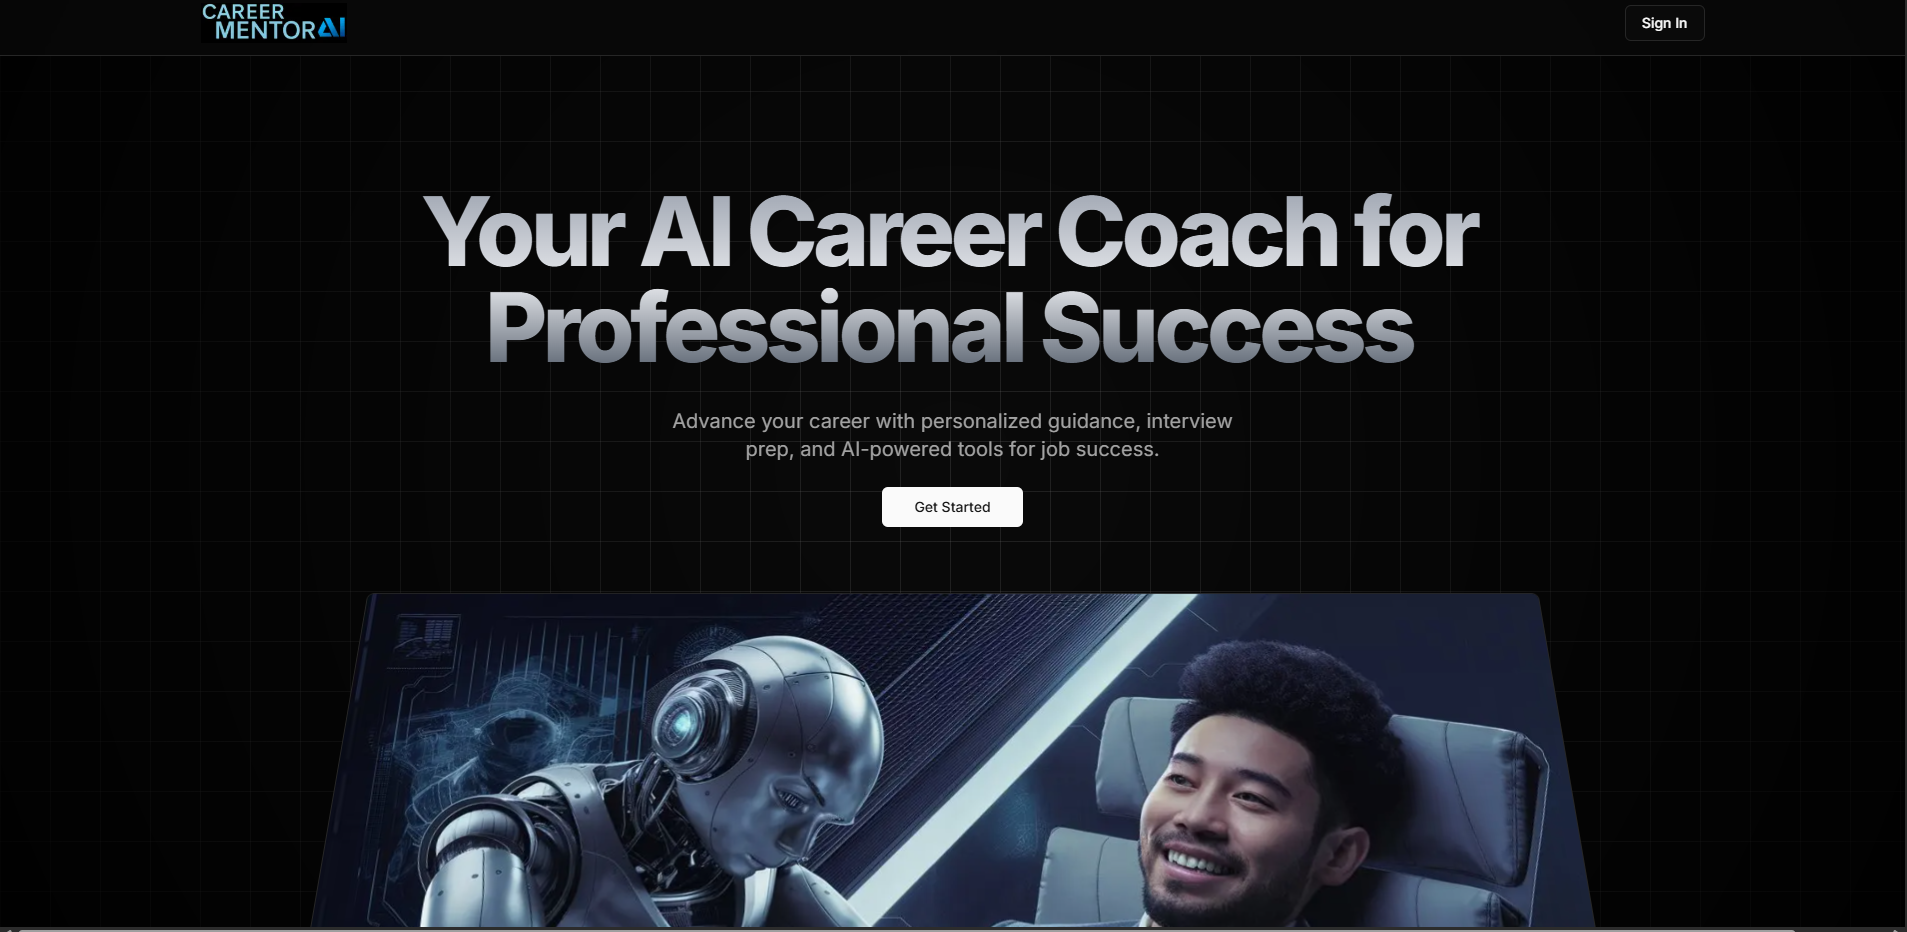 CAREER
MENTORAI
Sign In
Your AI Career Coach for
Professional Success
Advance your career with personalized guidance, interview
prep, and AI-powered tools for job success.
Get Started